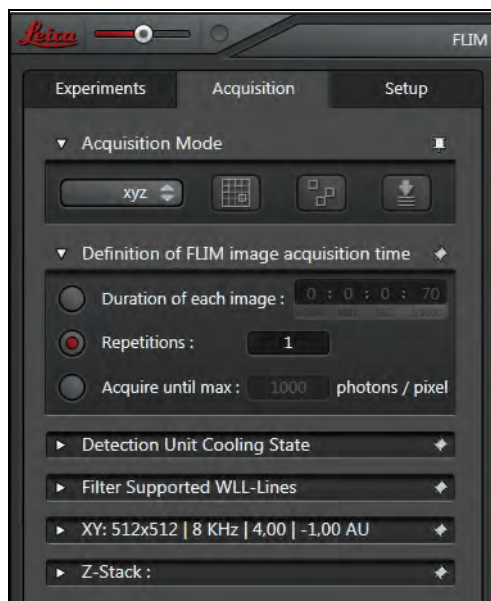 Leica
FLIM
Experiments Acquisition Setup
Acquisition Mode
xyz
Definition of FLIM image acquisition time
Duration of each image : 0 : 0 : 0 : 70
Repetitions : 1
Acquire until max : 1000 photons / pixel
Detection Unit Cooling State
Filter Supported WLL-Lines
XY: 512x512 | 8 KHz | 4,00 | -1,00 AU
Z-Stack :